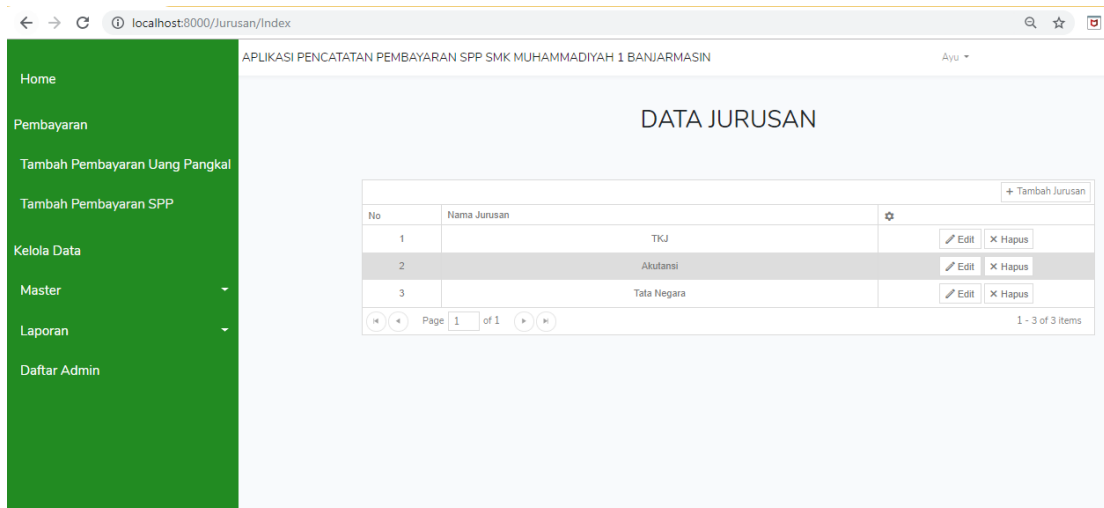 localhost:8000/Jurusan/Index
APLIKASI PENCATATAN PEMBAYARAN SPP SMK MUHAMMADIYAH 1 BANJARMASIN
Ayu
Home
Pembayaran
Tambah Pembayaran Uang Pangkal
Tambah Pembayaran SPP
Kelola Data
Master
Laporan
Daftar Admin
DATA JURUSAN
+ Tambah Jurusan
No Nama Jurusan
1 TKJ Edit × Hapus
2 Akutansi Edit × Hapus
3 Tata Negara Edit × Hapus
Page 1 of 1 1 - 3 of 3 items